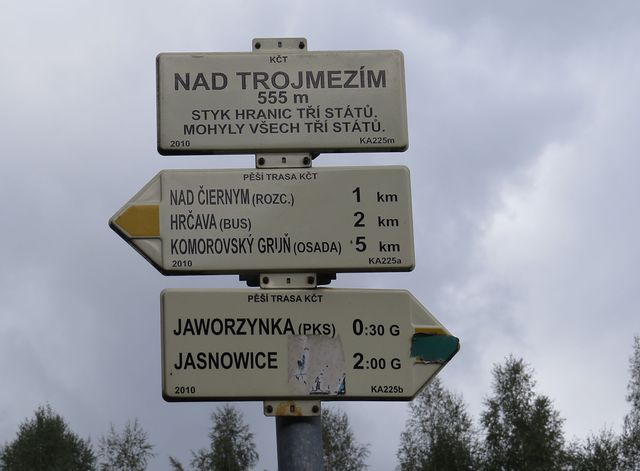 KČT
NAD TROJMEZÍM
555 m
STYK HRANIC TŘÍ STÁTŮ.
MOHYLY VŠECH TŘÍ STÁTŮ.
2010 KA225m
PĚŠÍ TRASA KČT
NAD ČIERNYM (ROZC.) 1 km
HRČAVA (BUS) 2 km
KOMOROVSKÝ GRUŇ (OSADA) 5 km
2010 KA225a
PĚŠÍ TRASA KČT
JAWORZYNKA (PKS) 0:30 G
JASNOWICE 2:00 G
2010 KA225b